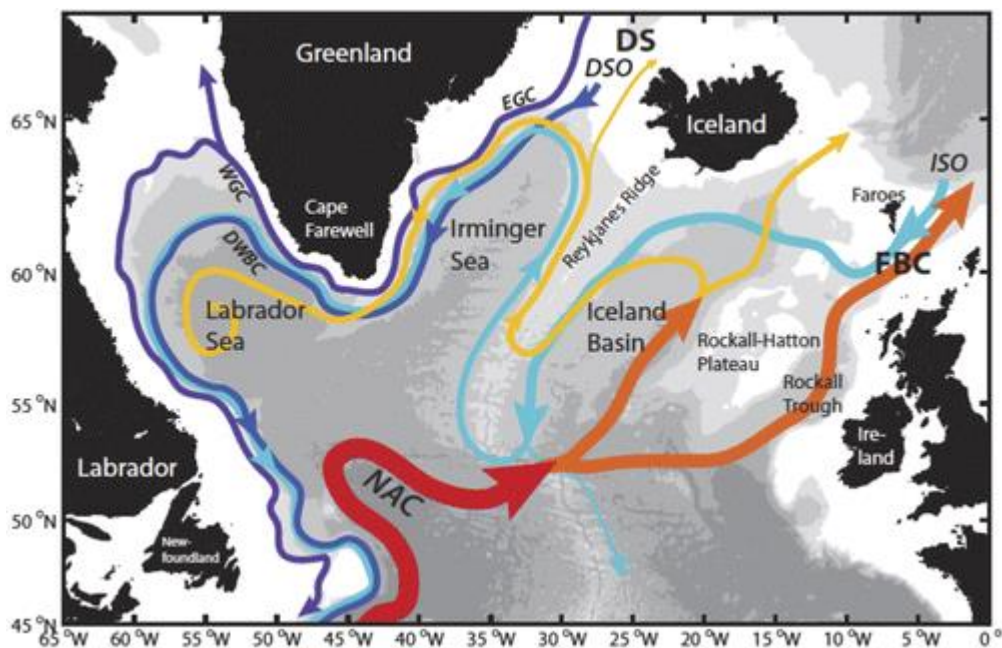 Greenland
DS
DSO
EGC
Iceland
65°N
WGC
Cape
Farewell
Irminger
Sea
Reykjanes Ridge
Faroes
ISO
FBC
60°N
DWBC
Labrador
Sea
Iceland
Basin
Rockall-Hatton
Plateau
Rockall
Trough
55°N
Labrador
NAC
Ire-
land
50°N
New-
foundland
45°N
65°W 60°W 55°W 50°W 45°W 40°W 35°W 30°W 25°W 20°W 15°W 10°W 5°W 0°